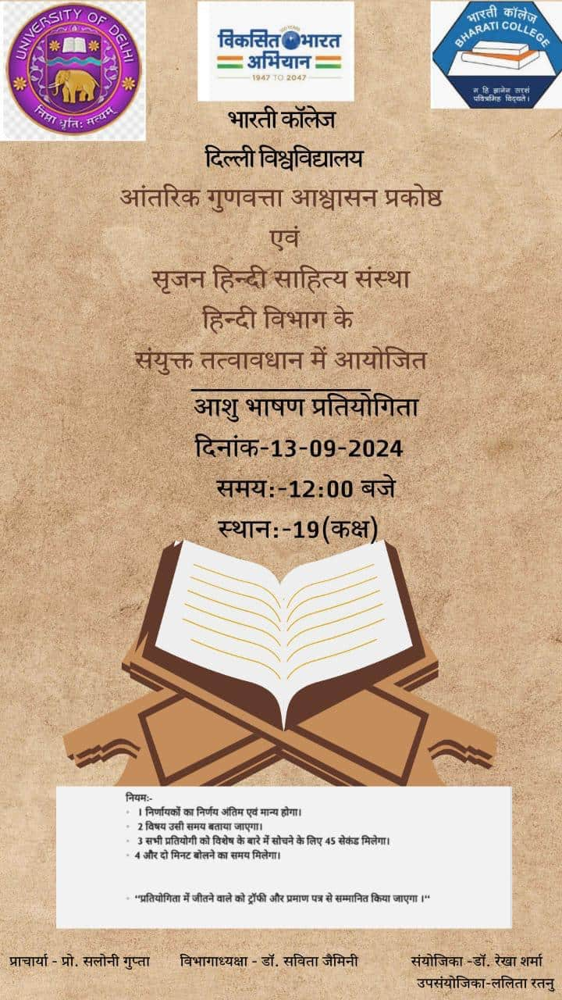 UNIVERSITY OF DELHI
निष्ठा धृति: सत्यम्
विकसित भारत
अभियान
1947 TO 2047
भारती कॉलेज
BHARATI COLLEGE
न हि ज्ञानेन सदृशं
पवित्रमिह विद्यते।
भारती कॉलेज
दिल्ली विश्वविद्यालय
आंतरिक गुणवत्ता आश्वासन प्रकोष्ठ
एवं
सृजन हिन्दी साहित्य संस्था
हिन्दी विभाग के
संयुक्त तत्वावधान में आयोजित
आशु भाषण प्रतियोगिता
दिनांक-13-09-2024
समय:-12:00 बजे
स्थान:-19(कक्ष)
नियम:-
◦ 1 निर्णायकों का निर्णय अंतिम एवं मान्य होगा।
◦ 2 विषय उसी समय बताया जाएगा।
◦ 3 सभी प्रतियोगी को विशेष के बारे में सोचने के लिए 45 सेकंड मिलेगा।
◦ 4 और दो मिनट बोलने का समय मिलेगा।
◦ "प्रतियोगिता में जीतने वाले को ट्रॉफी और प्रमाण पत्र से सम्मानित किया जाएगा ।"
प्राचार्या - प्रो. सलोनी गुप्ता विभागाध्यक्षा - डॉ. सविता जैमिनी संयोजिका -डॉ. रेखा शर्मा
उपसंयोजिका-ललिता रतनु